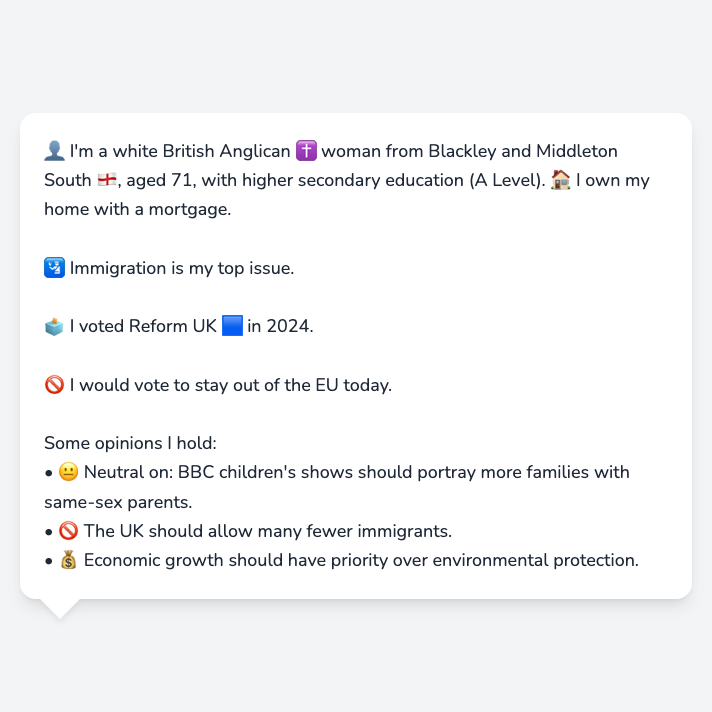 👤 I'm a white British Anglican ✝️ woman from Blackley and Middleton
South 🏴󠁧󠁢󠁥󠁮󠁧󠁿, aged 71, with higher secondary education (A Level). 🏠 I own my
home with a mortgage.
🛂 Immigration is my top issue.
🗳️ I voted Reform UK 🟦 in 2024.
🚫 I would vote to stay out of the EU today.
Some opinions I hold:
• 😐 Neutral on: BBC children's shows should portray more families with
same-sex parents.
• 🚫 The UK should allow many fewer immigrants.
• 💰 Economic growth should have priority over environmental protection.